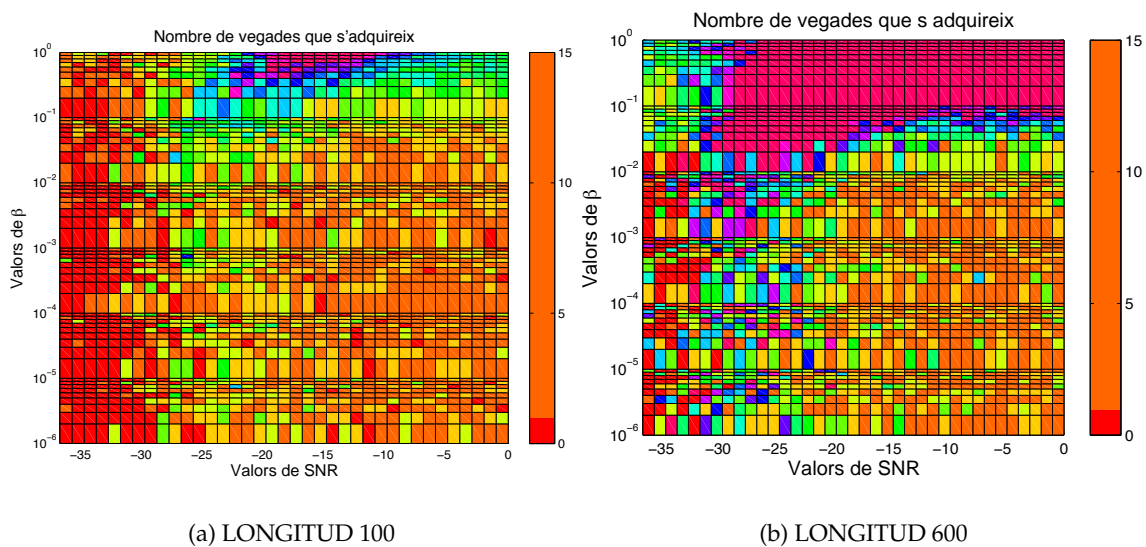 Nombre de vegades que s'adquireix
10^0
10^-1
10^-2
10^-3
10^-4
10^-5
10^-6
Valors de β
−35 −30 −25 −20 −15 −10 −5 0
Valors de SNR
15
10
5
0
(a) LONGITUD 100
Nombre de vegades que s adquireix
10^0
10^-1
10^-2
10^-3
10^-4
10^-5
10^-6
Valors de β
−35 −30 −25 −20 −15 −10 −5 0
Valors de SNR
15
10
5
0
(b) LONGITUD 600